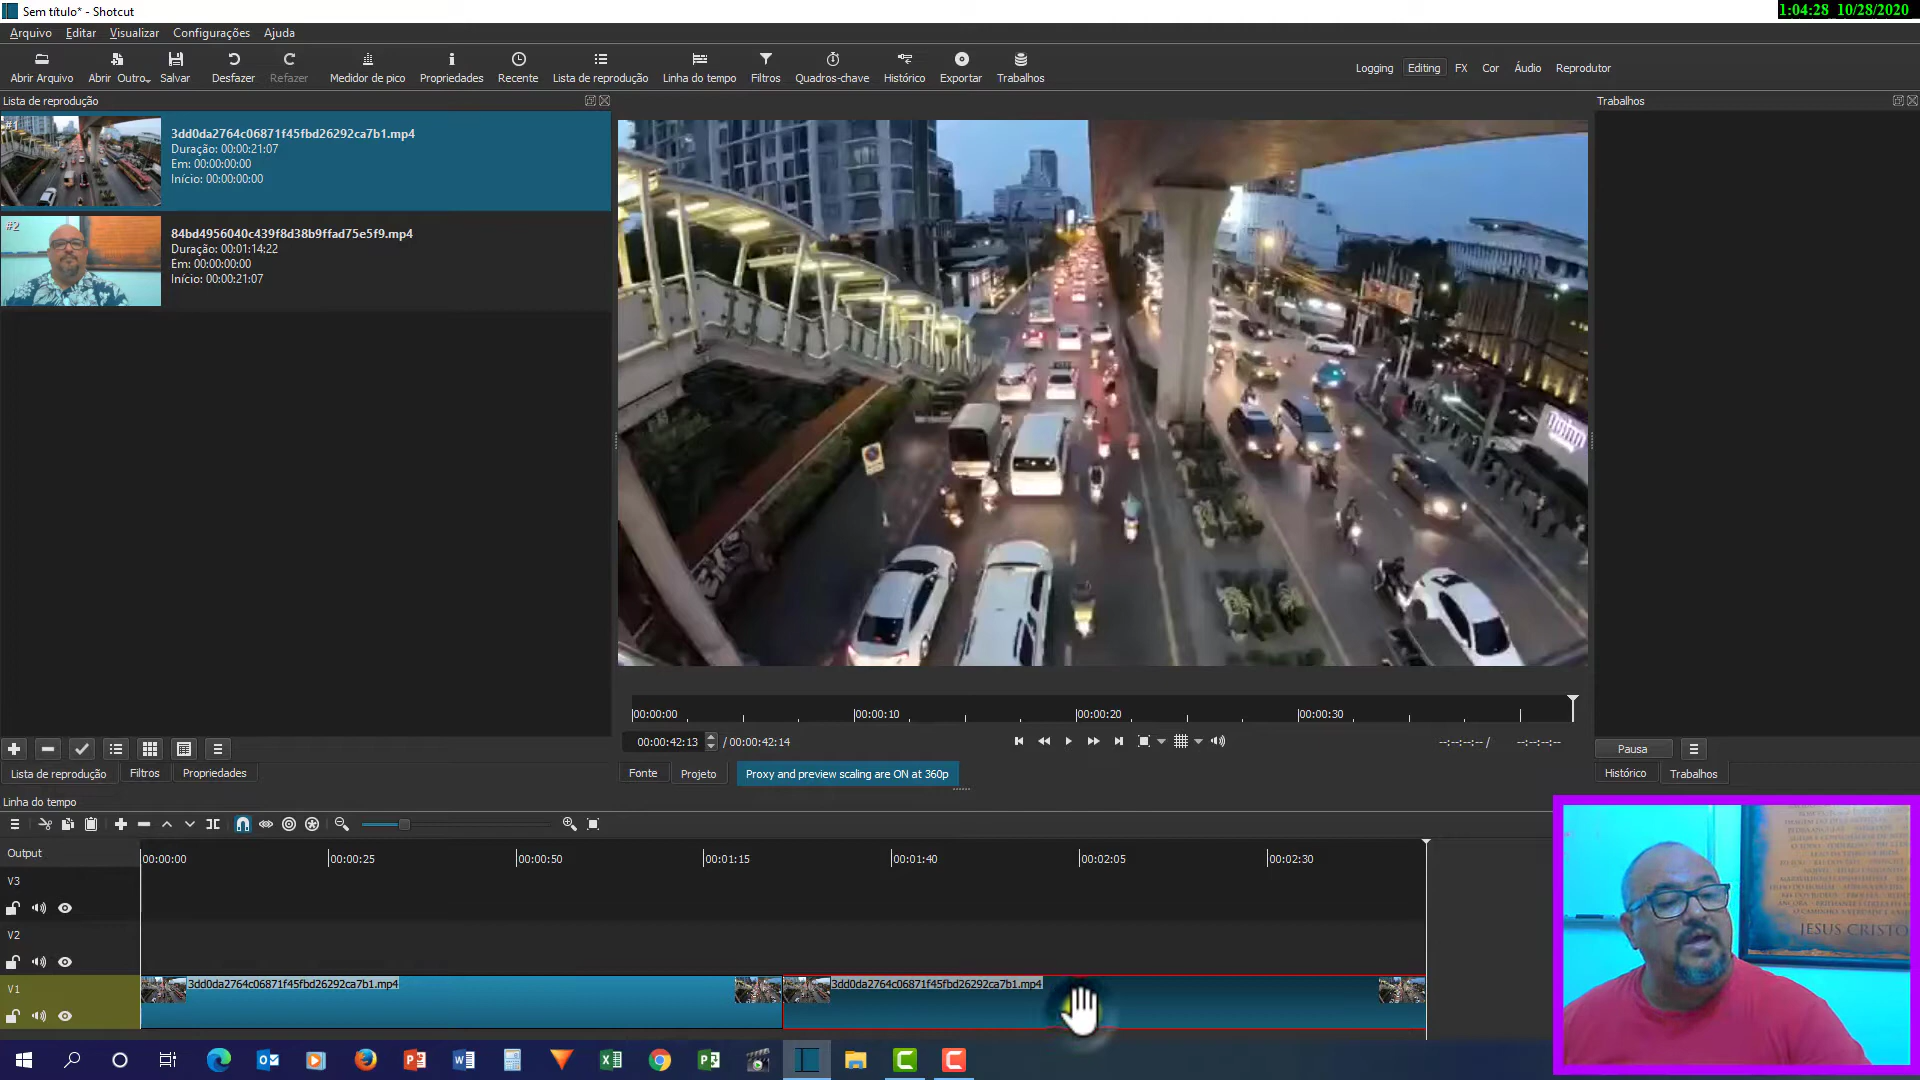 Sem título* - Shotcut
1:04:28 10/28/2020
Arquivo Editar Visualizar Configurações Ajuda
Abrir Arquivo Abrir Outro Salvar Desfazer Refazer Medidor de pico Propriedades Recente Lista de reprodução Linha do tempo Filtros Quadros-chave Histórico Exportar Trabalhos
Logging Editing FX Cor Áudio Reprodutor
Lista de reprodução
Trabalhos
#1
3dd0da2764c06871f45fbd26292ca7b1.mp4
Duração: 00:00:21:07
Em: 00:00:00:00
Início: 00:00:00:00
#2
84bd4956040c439f8d38b9ffad75e5f9.mp4
Duração: 00:01:14:22
Em: 00:00:00:00
Início: 00:00:21:07
00:00:00 00:00:10 00:00:20 00:00:30
00:00:42:13 / 00:00:42:14
--:--:--:-- / --:--:--:--
Pausa
Lista de reprodução Filtros Propriedades
Fonte Projeto Proxy and preview scaling are ON at 360p
Histórico Trabalhos
Linha do tempo
Output
00:00:00 00:00:25 00:00:50 00:01:15 00:01:40 00:02:05 00:02:30
V3
V2
V1
3dd0da2764c06871f45fbd26292ca7b1.mp4
3dd0da2764c06871f45fbd26292ca7b1.mp4
JESUS CRISTO